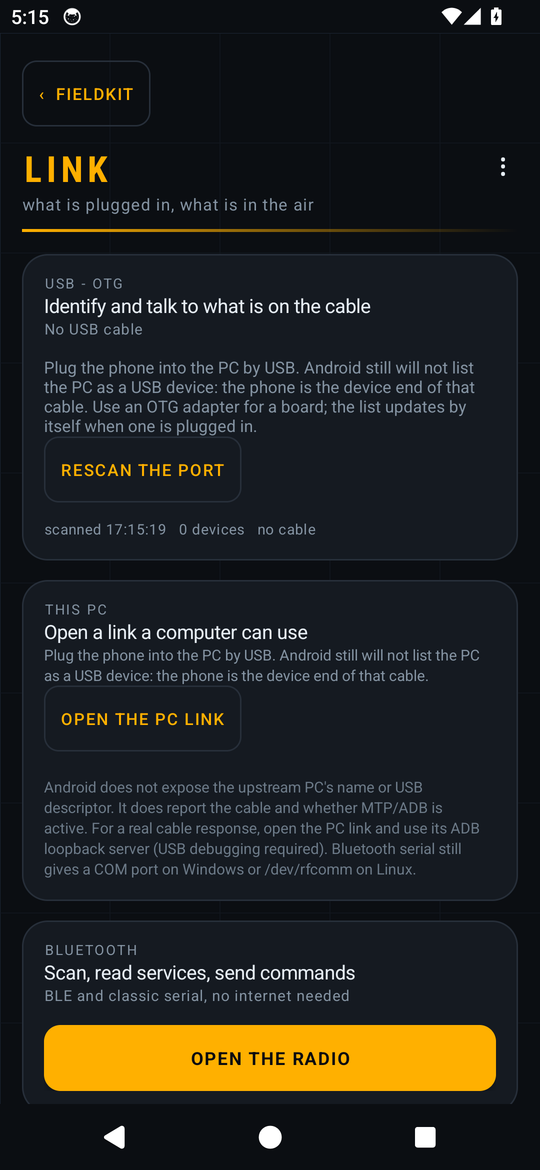 5:15
‹ FIELDKIT
LINK
what is plugged in, what is in the air
USB - OTG
Identify and talk to what is on the cable
No USB cable
Plug the phone into the PC by USB. Android still will not list
the PC as a USB device: the phone is the device end of that
cable. Use an OTG adapter for a board; the list updates by
itself when one is plugged in.
RESCAN THE PORT
scanned 17:15:19 0 devices no cable
THIS PC
Open a link a computer can use
Plug the phone into the PC by USB. Android still will not list the PC
as a USB device: the phone is the device end of that cable.
OPEN THE PC LINK
Android does not expose the upstream PC's name or USB
descriptor. It does report the cable and whether MTP/ADB is
active. For a real cable response, open the PC link and use its ADB
loopback server (USB debugging required). Bluetooth serial still
gives a COM port on Windows or /dev/rfcomm on Linux.
BLUETOOTH
Scan, read services, send commands
BLE and classic serial, no internet needed
OPEN THE RADIO